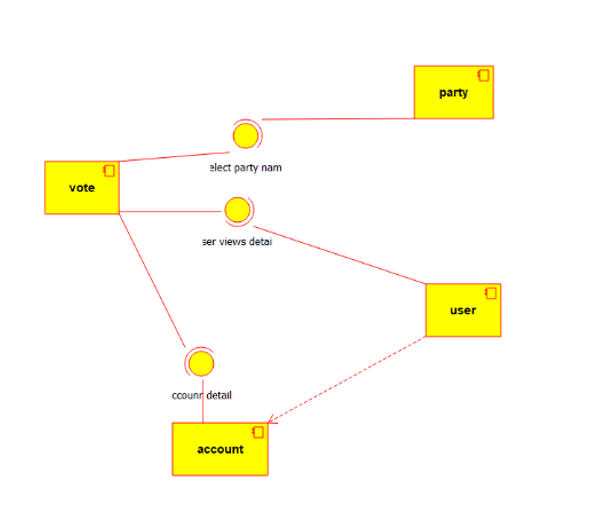 party
elect party nam
vote
ser views detai
user
ccounr detail
account